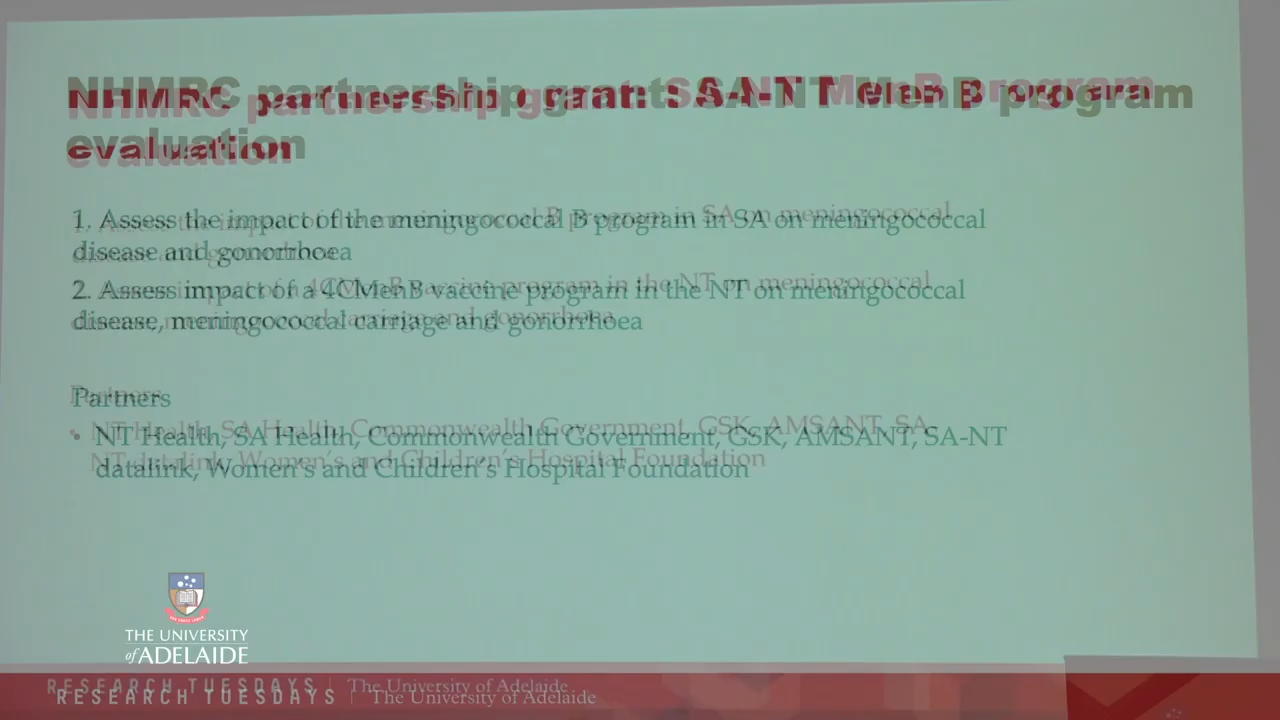 NHMRC partnership grant: SA-NT MenB program
evaluation
1. Assess the impact of the meningococcal B program in SA on meningococcal
disease and gonorrhoea
2. Assess impact of a 4CMenB vaccine program in the NT on meningococcal
disease, meningococcal carriage and gonorrhoea
Partners
• NT Health, SA Health, Commonwealth Government, GSK, AMSANT, SA-NT
datalink, Women's and Children's Hospital Foundation
THE UNIVERSITY
of ADELAIDE
RESEARCH TUESDAYS | The University of Adelaide